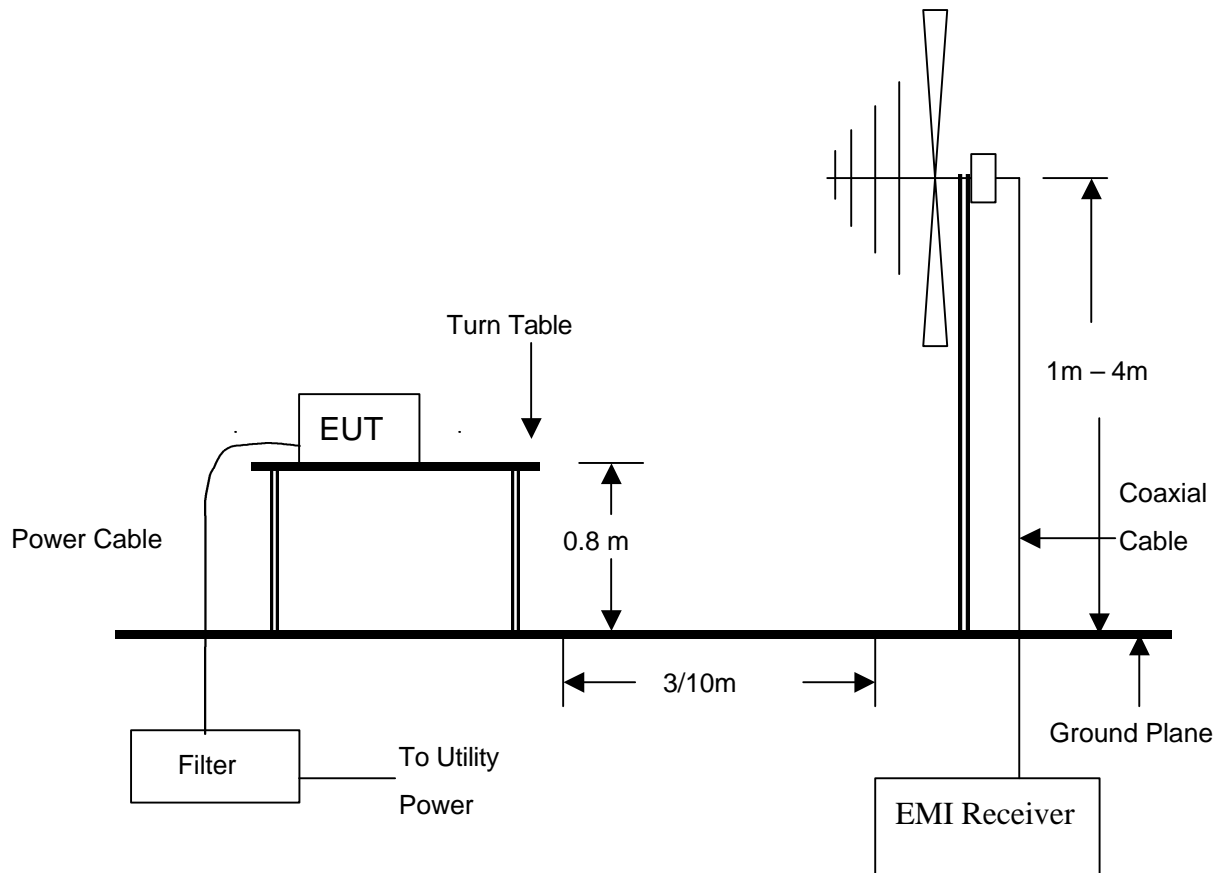 Turn Table
1m – 4m
EUT
Coaxial
Cable
Power Cable
0.8 m
3/10m
Ground Plane
Filter
To Utility
Power
EMI Receiver